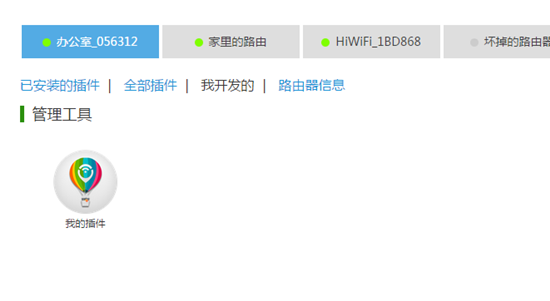 办公室_056312 家里的路由 HiWiFi_1BD868 坏掉的路由器
已安装的插件 | 全部插件 | 我开发的 | 路由器信息
管理工具
我的插件